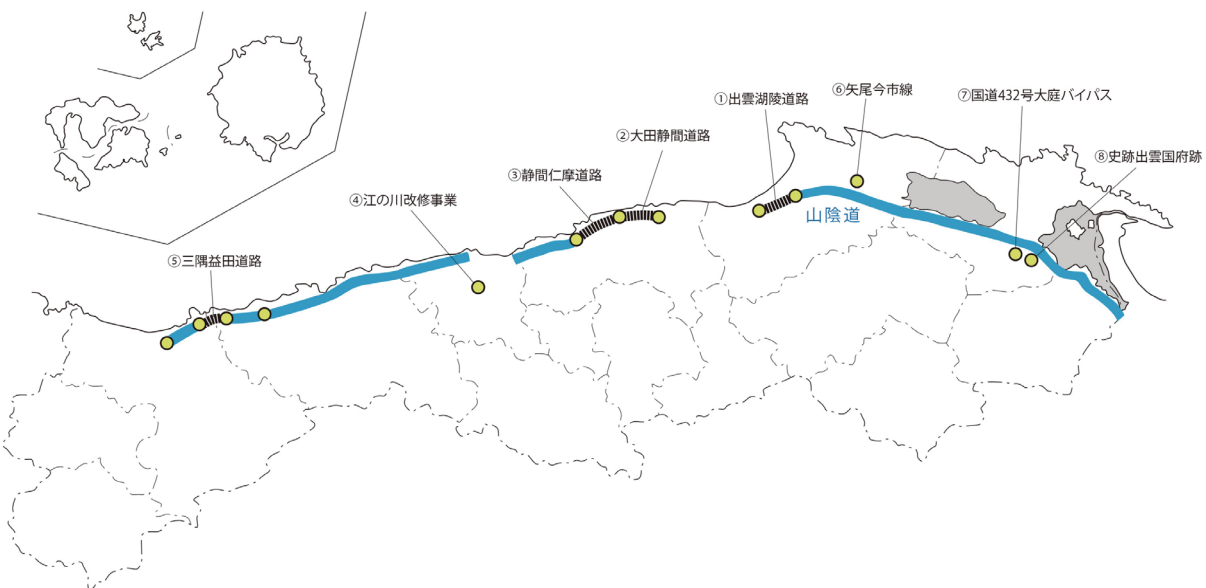 ⑥矢尾今市線
⑦国道432号大庭バイパス
①出雲湖陵道路
②大田静間道路
⑧史跡出雲国府跡
③静間仁摩道路
④江の川改修事業
山陰道
⑤三隅益田道路